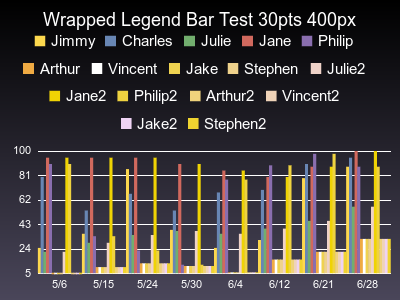 Wrapped Legend Bar Test 30pts 400px
Jimmy Charles Julie Jane Philip
Arthur Vincent Jake Stephen Julie2
Jane2 Philip2 Arthur2 Vincent2
Jake2 Stephen2
100
81
62
43
24
5
5/6 5/15 5/24 5/30 6/4 6/10 6/21 6/28